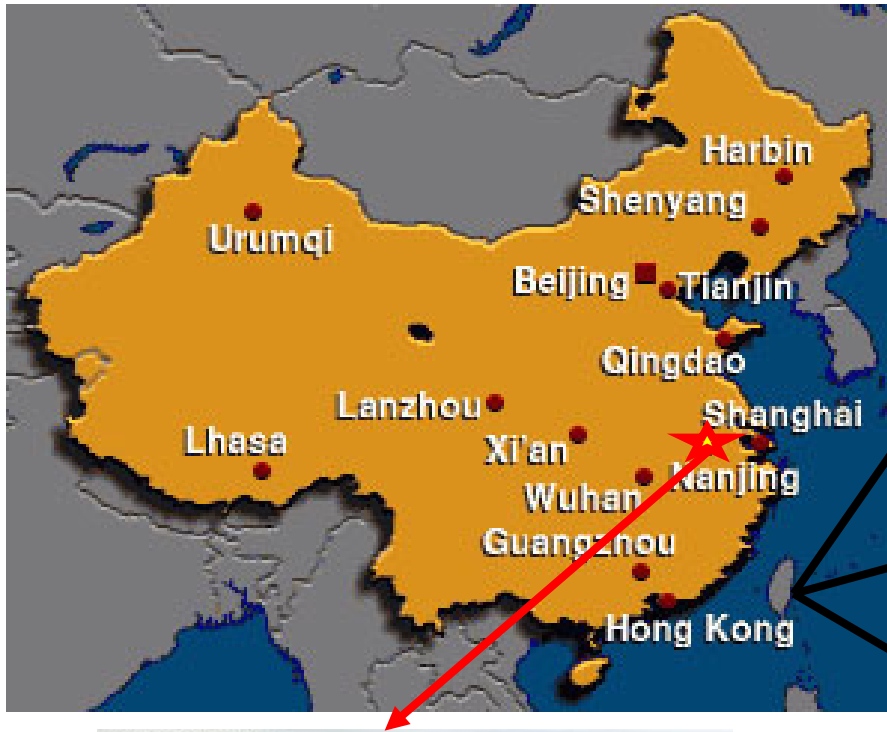 Harbin
Shenyang
Urumqi
Beijing
Tianjin
Qingdao
Lanzhou
Shanghai
Lhasa
Xi'an
Nanjing
Wuhan
Guangzhou
Hong Kong